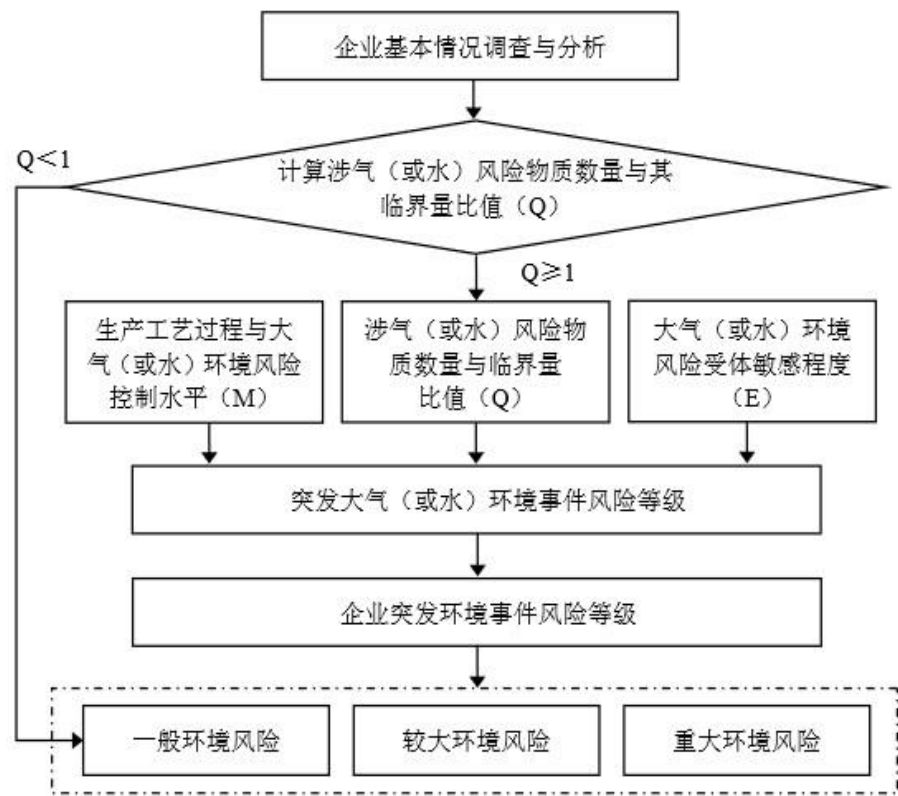 企业基本情况调查与分析
Q＜1
计算涉气（或水）风险物质数量与其
临界量比值（Q）
Q≥1
生产工艺过程与大
气（或水）环境风险
控制水平（M）
涉气（或水）风险物
质数量与临界量
比值（Q）
大气（或水）环境
风险受体敏感程度
（E）
突发大气（或水）环境事件风险等级
企业突发环境事件风险等级
一般环境风险
较大环境风险
重大环境风险